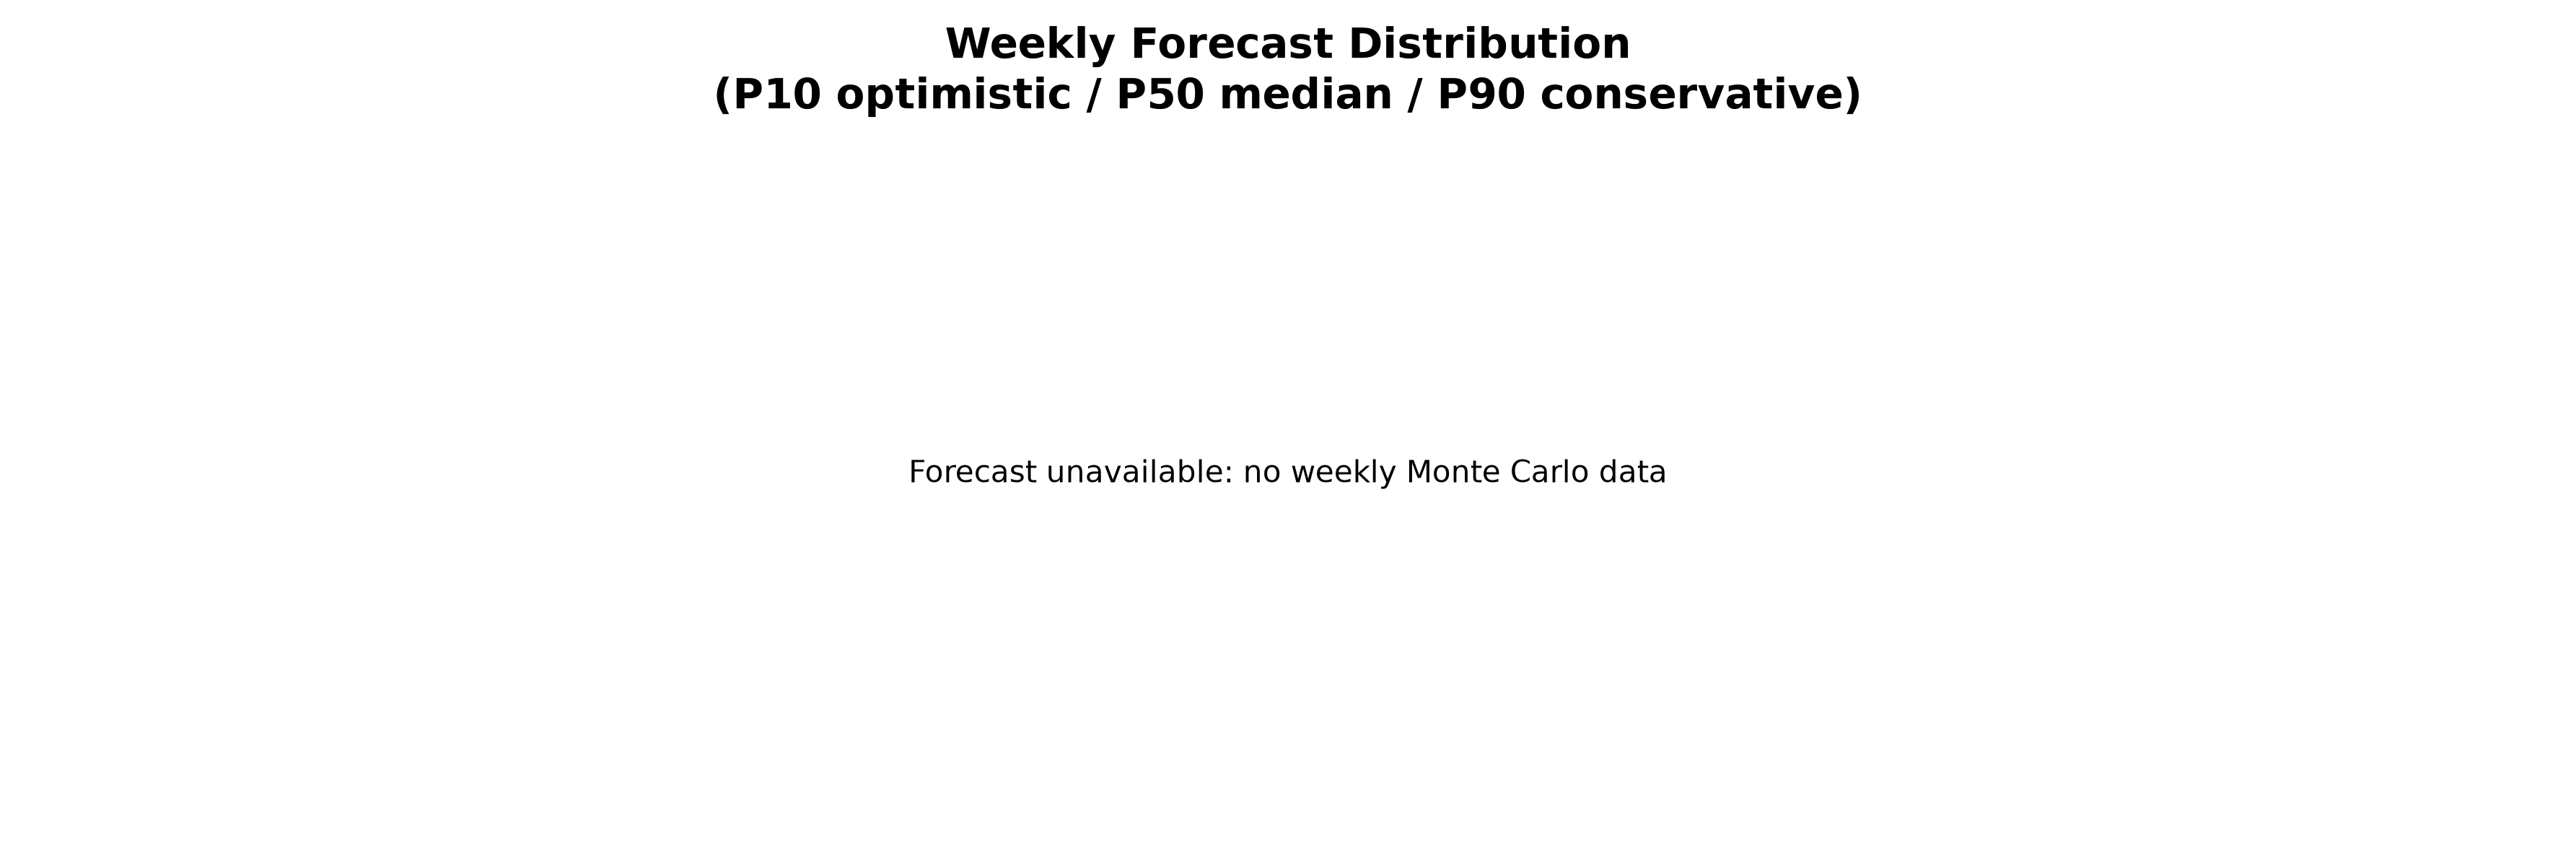 Weekly Forecast Distribution
(P10 optimistic / P50 median / P90 conservative)
Forecast unavailable: no weekly Monte Carlo data